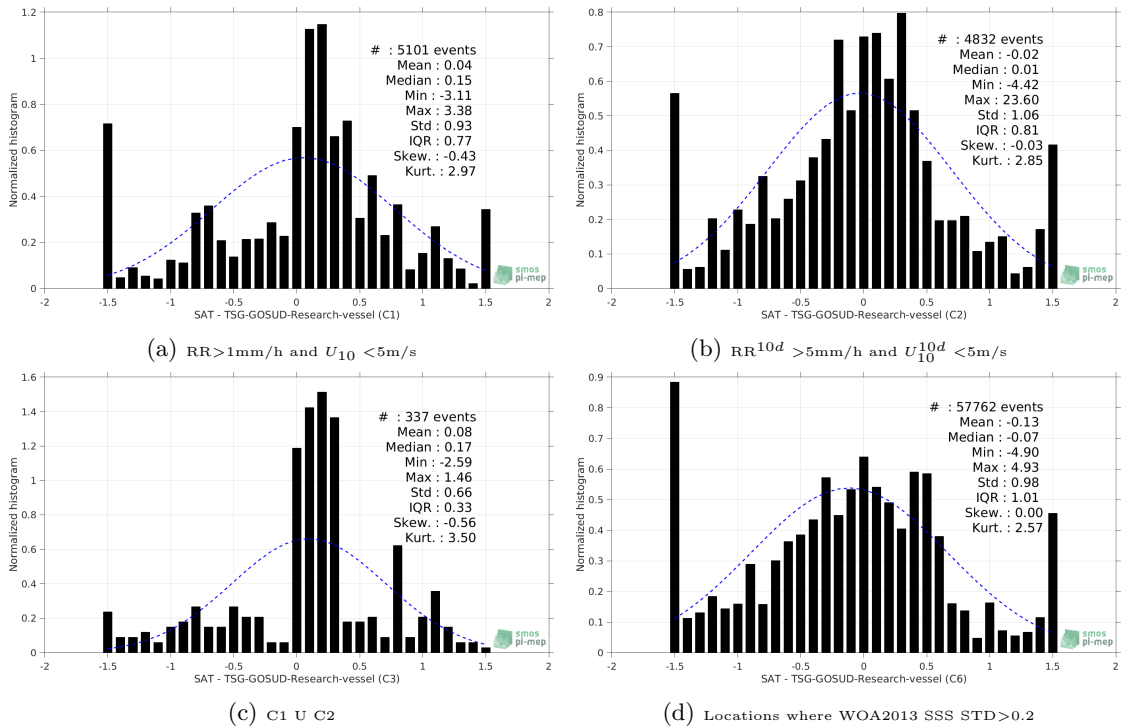 1.2
1
0.8
0.6
0.4
0.2
0
-2
-1.5
-1
-0.5
0
0.5
1
1.5
2
Normalized histogram
SAT - TSG-GOSUD-Research-vessel (C1)
# : 5101 events
Mean : 0.04
Median : 0.15
Min : -3.11
Max : 3.38
Std : 0.93
IQR : 0.77
Skew. : -0.43
Kurt. : 2.97
smos
pi-mep
(a) RR>1mm/h and U10 <5m/s
0.8
0.7
0.6
0.5
0.4
0.3
0.2
0.1
0
-2
-1.5
-1
-0.5
0
0.5
1
1.5
2
Normalized histogram
SAT - TSG-GOSUD-Research-vessel (C2)
# : 4832 events
Mean : -0.02
Median : 0.01
Min : -4.42
Max : 23.60
Std : 1.06
IQR : 0.81
Skew. : -0.03
Kurt. : 2.85
smos
pi-mep
(b) RR10d >5mm/h and U10 10d <5m/s
1.6
1.4
1.2
1
0.8
0.6
0.4
0.2
0
-2
-1.5
-1
-0.5
0
0.5
1
1.5
2
Normalized histogram
SAT - TSG-GOSUD-Research-vessel (C3)
# : 337 events
Mean : 0.08
Median : 0.17
Min : -2.59
Max : 1.46
Std : 0.66
IQR : 0.33
Skew. : -0.56
Kurt. : 3.50
smos
pi-mep
(c) C1 U C2
0.9
0.8
0.7
0.6
0.5
0.4
0.3
0.2
0.1
0
-2
-1.5
-1
-0.5
0
0.5
1
1.5
2
Normalized histogram
SAT - TSG-GOSUD-Research-vessel (C6)
# : 57762 events
Mean : -0.13
Median : -0.07
Min : -4.90
Max : 4.93
Std : 0.98
IQR : 1.01
Skew. : 0.00
Kurt. : 2.57
smos
pi-mep
(d) Locations where WOA2013 SSS STD>0.2